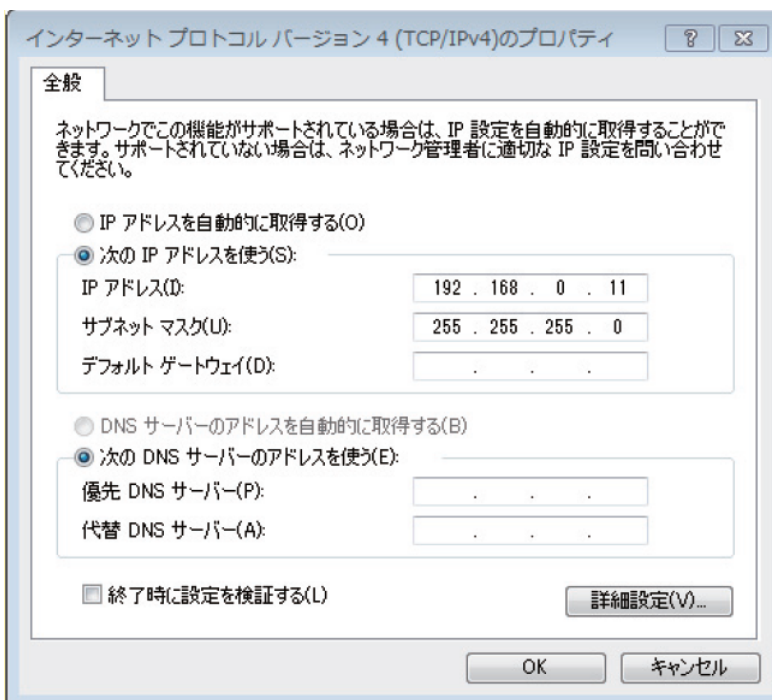 インターネット プロトコル バージョン 4 (TCP/IPv4)のプロパティ
全般
ネットワークでこの機能がサポートされている場合は、IP 設定を自動的に取得することがで
きます。サポートされていない場合は、ネットワーク管理者に適切な IP 設定を問い合わせ
てください。
IP アドレスを自動的に取得する(O)
次の IP アドレスを使う(S):
IP アドレス(I): 192 . 168 . 0 . 11
サブネット マスク(U): 255 . 255 . 255 . 0
デフォルト ゲートウェイ(D): . . .
DNS サーバーのアドレスを自動的に取得する(B)
次の DNS サーバーのアドレスを使う(E):
優先 DNS サーバー(P): . . .
代替 DNS サーバー(A): . . .
終了時に設定を検証する(L)
詳細設定(V)...
OK キャンセル